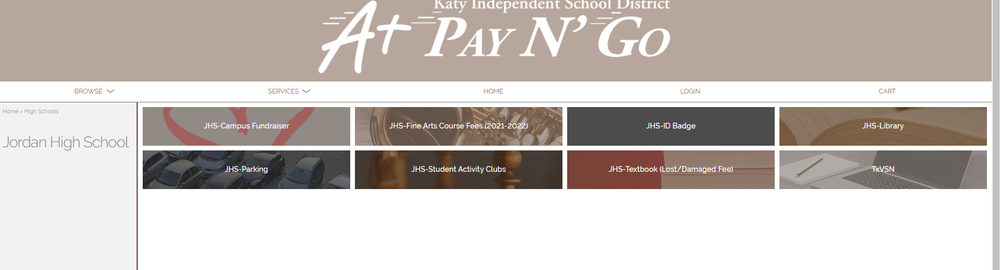 Katy Independent School District
A+ PAY N' GO
BROWSE SERVICES HOME LOGIN CART
Home > High Schools
Jordan High School
JHS-Campus Fundraiser
JHS-Fine Arts Course Fees (2021-2022)
JHS-ID Badge
JHS-Library
JHS-Parking
JHS-Student Activity Clubs
JHS-Textbook (Lost/Damaged Fee)
TxVSN